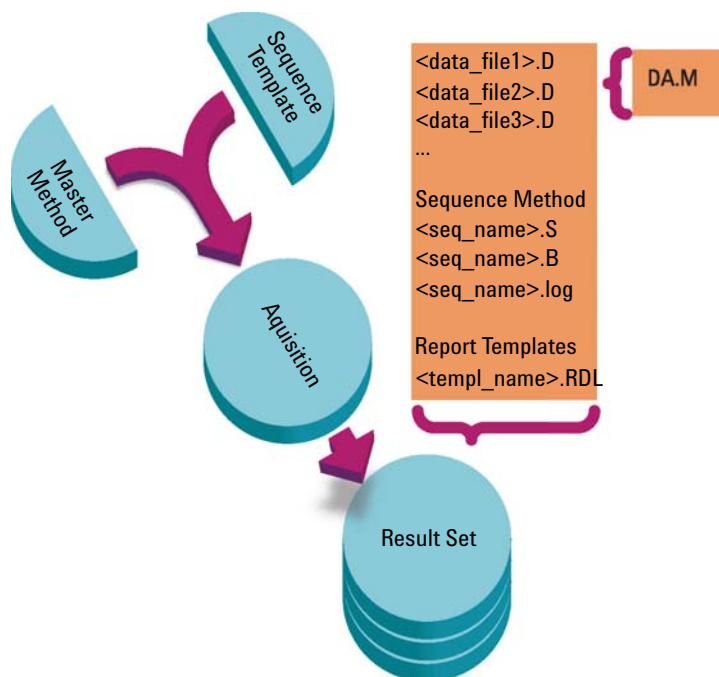 Sequence
Template
Master
Method
Aquisition
Result Set
<data_file1>.D
<data_file2>.D
<data_file3>.D
...
Sequence Method
<seq_name>.S
<seq_name>.B
<seq_name>.log
Report Templates
<templ_name>.RDL
DA.M